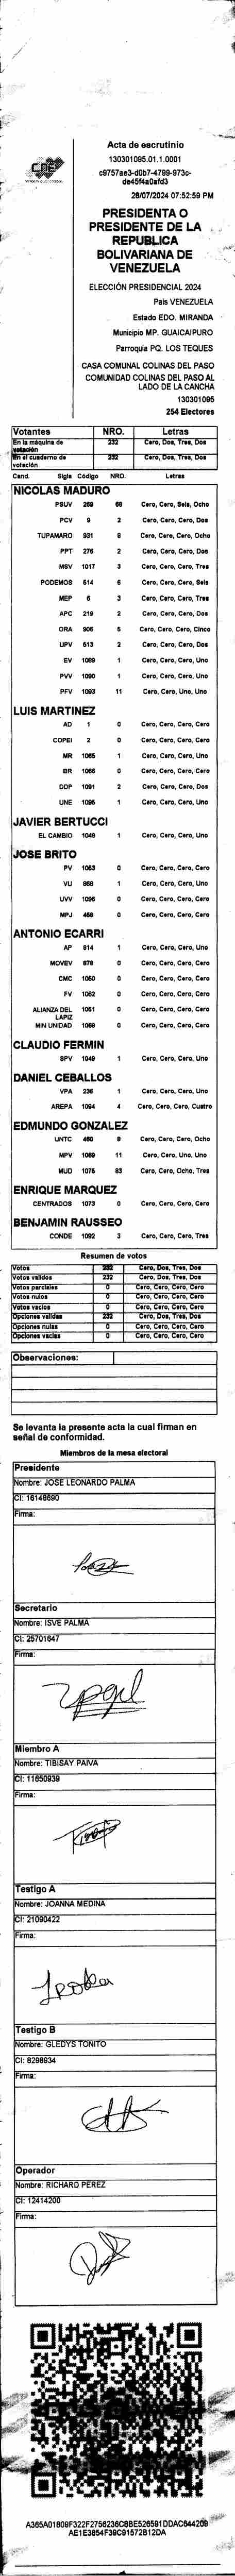 CNE
Acta de escrutinio
130301095.01.1.0001
c9757ae3-d0b7-4789-973c-
de45f4a0afd3
28/07/2024 07:52:59 PM
PRESIDENTA O
PRESIDENTE DE LA
REPUBLICA
BOLIVARIANA DE
VENEZUELA
ELECCIÓN PRESIDENCIAL 2024
Pais VENEZUELA
Estado EDO. MIRANDA
Municipio MP. GUAICAIPURO
Parroquia PQ. LOS TEQUES
CASA COMUNAL COLINAS DEL PASO
COMUNIDAD COLINAS DEL PASO AL
LADO DE LA CANCHA
130301095
254 Electores
Votantes NRO. Letras
En la máquina de votación 232 Cero, Dos, Tres, Dos
En el cuaderno de votación 232 Cero, Dos, Tres, Dos
Cand. Sigla Código NRO. Letras
NICOLAS MADURO
PSUV 269 68 Cero, Cero, Seis, Ocho
PCV 9 2 Cero, Cero, Cero, Dos
TUPAMARO 931 8 Cero, Cero, Cero, Ocho
PPT 276 2 Cero, Cero, Cero, Dos
MSV 1017 3 Cero, Cero, Cero, Tres
PODEMOS 514 6 Cero, Cero, Cero, Seis
MEP 6 3 Cero, Cero, Cero, Tres
APC 219 2 Cero, Cero, Cero, Dos
ORA 906 5 Cero, Cero, Cero, Cinco
UPV 513 2 Cero, Cero, Cero, Dos
EV 1089 1 Cero, Cero, Cero, Uno
PVV 1090 1 Cero, Cero, Cero, Uno
PFV 1093 11 Cero, Cero, Uno, Uno
LUIS MARTINEZ
AD 1 0 Cero, Cero, Cero, Cero
COPEI 2 0 Cero, Cero, Cero, Cero
MR 1065 1 Cero, Cero, Cero, Uno
BR 1066 0 Cero, Cero, Cero, Cero
DDP 1091 2 Cero, Cero, Cero, Dos
UNE 1096 1 Cero, Cero, Cero, Uno
JAVIER BERTUCCI
EL CAMBIO 1048 1 Cero, Cero, Cero, Uno
JOSE BRITO
PV 1063 0 Cero, Cero, Cero, Cero
VU 868 1 Cero, Cero, Cero, Uno
UVV 1095 0 Cero, Cero, Cero, Cero
MPJ 458 0 Cero, Cero, Cero, Cero
ANTONIO ECARRI
AP 914 1 Cero, Cero, Cero, Uno
MOVEV 879 0 Cero, Cero, Cero, Cero
CMC 1050 0 Cero, Cero, Cero, Cero
FV 1062 0 Cero, Cero, Cero, Cero
ALIANZA DEL LAPIZ 1051 0 Cero, Cero, Cero, Cero
MIN UNIDAD 1069 0 Cero, Cero, Cero, Cero
CLAUDIO FERMIN
SPV 1049 1 Cero, Cero, Cero, Uno
DANIEL CEBALLOS
VPA 236 1 Cero, Cero, Cero, Uno
AREPA 1094 4 Cero, Cero, Cero, Cuatro
EDMUNDO GONZALEZ
UNTC 460 8 Cero, Cero, Cero, Ocho
MPV 1069 11 Cero, Cero, Uno, Uno
MUD 1076 83 Cero, Cero, Ocho, Tres
ENRIQUE MARQUEZ
CENTRADOS 1073 0 Cero, Cero, Cero, Cero
BENJAMIN RAUSSEO
CONDE 1092 3 Cero, Cero, Cero, Tres
Resumen de votos
Votos 232 Cero, Dos, Tres, Dos
Votos válidos 232 Cero, Dos, Tres, Dos
Votos parciales 0 Cero, Cero, Cero, Cero
Votos nulos 0 Cero, Cero, Cero, Cero
Votos vacíos 0 Cero, Cero, Cero, Cero
Opciones validas 232 Cero, Dos, Tres, Dos
Opciones nulas 0 Cero, Cero, Cero, Cero
Opciones vacías 0 Cero, Cero, Cero, Cero
Observaciones:
Se levanta la presente acta la cual firman en
señal de conformidad.
Miembros de la mesa electoral
Presidente
Nombre: JOSE LEONARDO PALMA
CI: 16148690
Firma:
Secretario
Nombre: ISVE PALMA
CI: 25701647
Firma:
Miembro A
Nombre: TIBISAY PAIVA
CI: 11650939
Firma:
Testigo A
Nombre: JOANNA MEDINA
CI: 21090422
Firma:
Testigo B
Nombre: GLEDYS TONITO
CI: 8298934
Firma:
Operador
Nombre: RICHARD PEREZ
CI: 12414200
Firma:
A365A01809F322F2756236C8BE526591DDAC644209
AE1E3854F39C91572B12DA